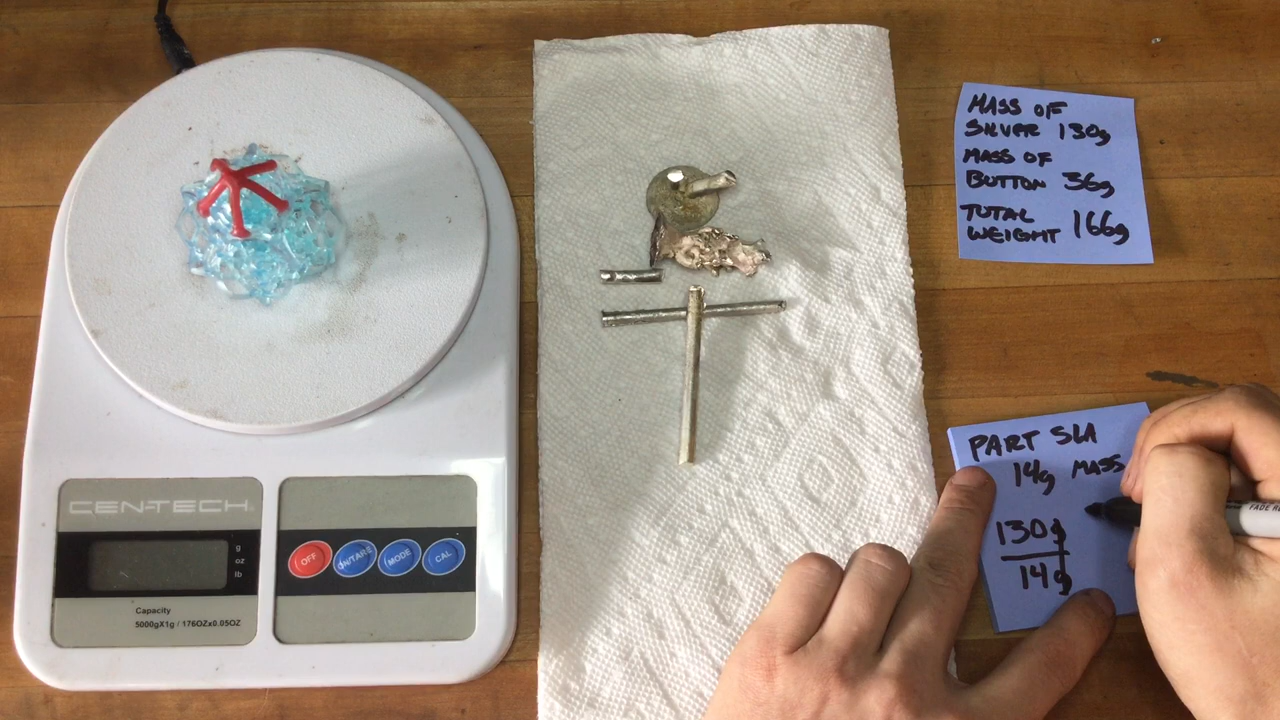 MASS OF
SILVER 130g
MASS OF
BUTTON 36g
TOTAL
WEIGHT 166g
PART SLA
14g MASS
130g
14g
CEN-TECH
g
oz
lb
Capacity
5000gX1g / 176OZx0.05OZ
OFF
ON/TARE
MODE
CAL